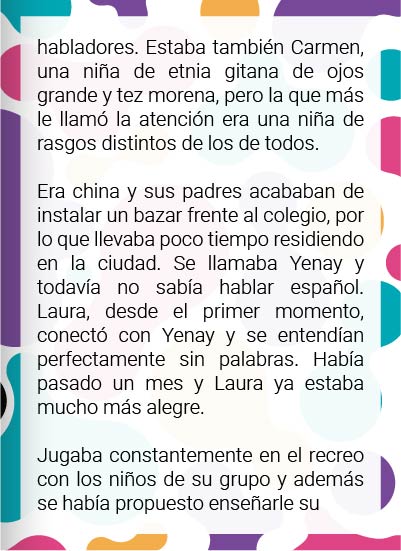 habladores. Estaba también Carmen,
una niña de etnia gitana de ojos
grande y tez morena, pero la que más
le llamó la atención era una niña de
rasgos distintos de los de todos.

Era china y sus padres acababan de
instalar un bazar frente al colegio, por
lo que llevaba poco tiempo residiendo
en la ciudad. Se llamaba Yenay y
todavía no sabía hablar español.
Laura, desde el primer momento,
conectó con Yenay y se entendían
perfectamente sin palabras. Había
pasado un mes y Laura ya estaba
mucho más alegre.

Jugaba constantemente en el recreo
con los niños de su grupo y además
se había propuesto enseñarle su